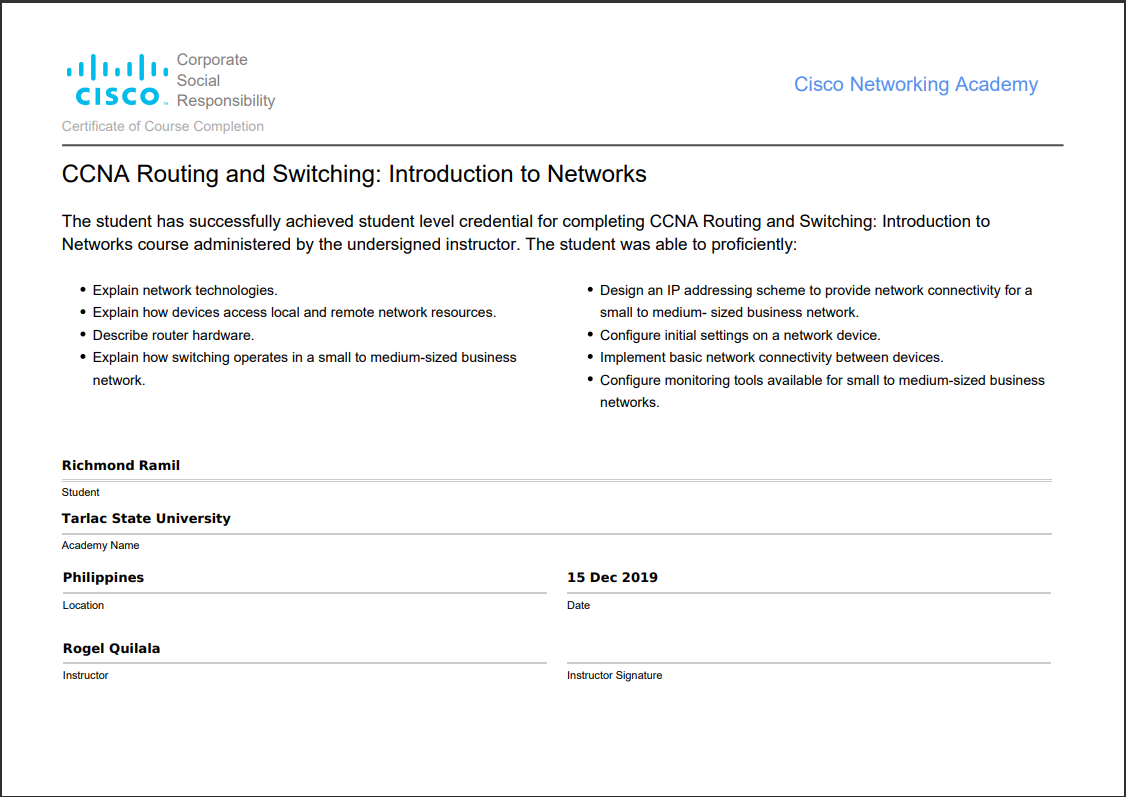 Corporate
Social
CISCO™ Responsibility
Cisco Networking Academy
Certificate of Course Completion
CCNA Routing and Switching: Introduction to Networks
The student has successfully achieved student level credential for completing CCNA Routing and Switching: Introduction to
Networks course administered by the undersigned instructor. The student was able to proficiently:
• Explain network technologies.
• Explain how devices access local and remote network resources.
• Describe router hardware.
• Explain how switching operates in a small to medium-sized business
network.
• Design an IP addressing scheme to provide network connectivity for a
small to medium- sized business network.
• Configure initial settings on a network device.
• Implement basic network connectivity between devices.
• Configure monitoring tools available for small to medium-sized business
networks.
Richmond Ramil
Student
Tarlac State University
Academy Name
Philippines
Location
15 Dec 2019
Date
Rogel Quilala
Instructor
Instructor Signature